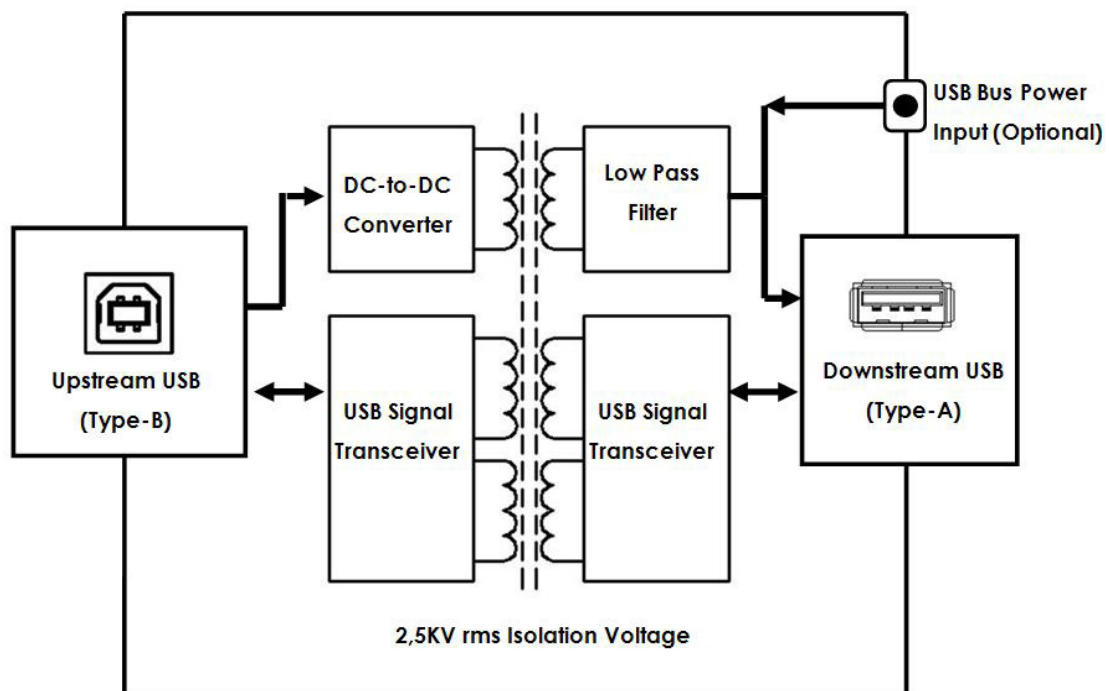 USB Bus Power
Input (Optional)
DC-to-DC
Converter
Low Pass
Filter
Upstream USB
(Type-B)
USB Signal
Transceiver
USB Signal
Transceiver
Downstream USB
(Type-A)
2,5KV rms Isolation Voltage